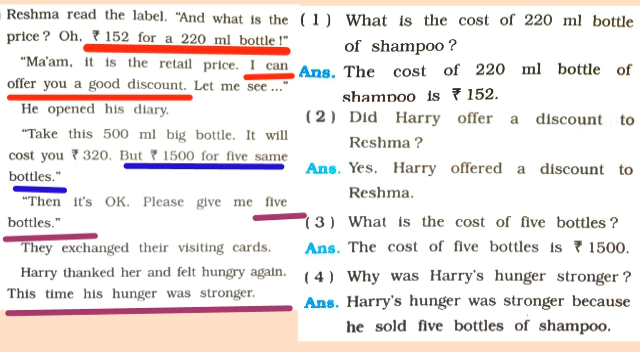 Reshma read the label. "And what is the
price? Oh, ₹ 152 for a 220 ml bottle!"
"Ma'am, it is the retail price. I can
offer you a good discount. Let me see ..."
He opened his diary.
"Take this 500 ml big bottle. It will
cost you ₹ 320. But ₹ 1500 for five same
bottles."
"Then it's OK. Please give me five
bottles."
They exchanged their visiting cards.
Harry thanked her and felt hungry again.
This time his hunger was stronger.
(1) What is the cost of 220 ml bottle
of shampoo?
Ans. The cost of 220 ml bottle of
shampoo is ₹ 152.
(2) Did Harry offer a discount to
Reshma?
Ans. Yes, Harry offered a discount to
Reshma.
(3) What is the cost of five bottles?
Ans. The cost of five bottles is ₹ 1500.
(4) Why was Harry's hunger stronger?
Ans. Harry's hunger was stronger because
he sold five bottles of shampoo.